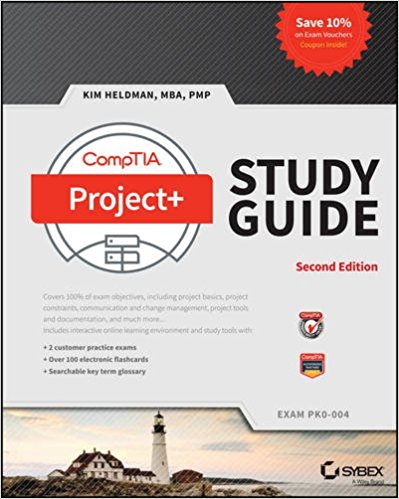 Save 10%
on Exam Vouchers
Coupon Inside!
KIM HELDMAN, MBA, PMP
CompTIA
Project+
STUDY
GUIDE
Second Edition
Covers 100% of exam objectives, including project basics, project
constraints, communication and change management, project tools
and documentation, and much more...
Includes interactive online learning environment and study tools with:
+ 2 customer practice exams
+ Over 100 electronic flashcards
+ Searchable key term glossary
CompTIA
CompTIA
EXAM PK0-004
SYBEX
A Wiley Brand